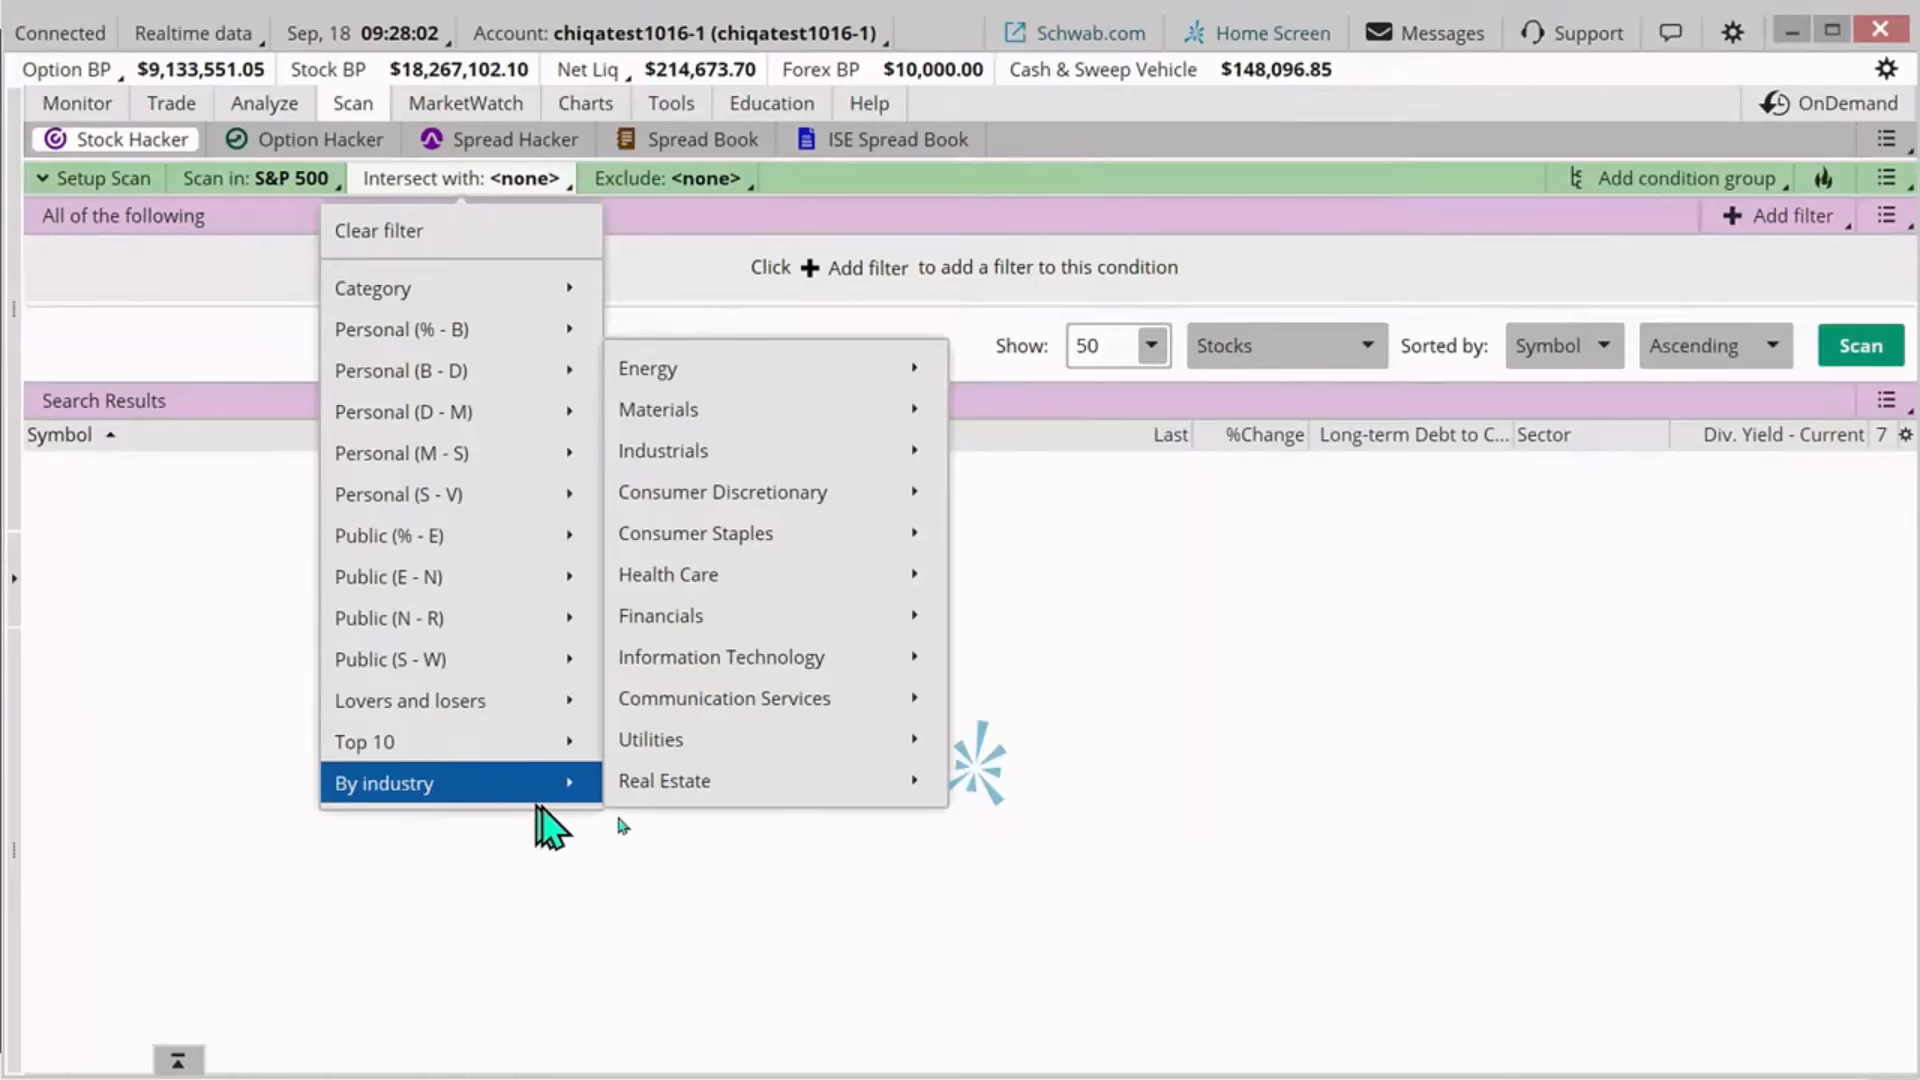 Connected Realtime data Sep, 18 09:28:02 Account: chiqatest1016-1 (chiqatest1016-1) Schwab.com Home Screen Messages Support
Option BP $9,133,551.05 Stock BP $18,267,102.10 Net Liq $214,673.70 Forex BP $10,000.00 Cash & Sweep Vehicle $148,096.85
Monitor Trade Analyze Scan MarketWatch Charts Tools Education Help OnDemand
Stock Hacker Option Hacker Spread Hacker Spread Book ISE Spread Book
Setup Scan Scan in: S&P 500 Intersect with: <none> Exclude: <none> Add condition group
All of the following Add filter
Click + Add filter to add a filter to this condition
Show: 50 Stocks Sorted by: Symbol Ascending Scan
Search Results
Symbol Last %Change Long-term Debt to C... Sector Div. Yield - Current 7
Clear filter
Category
Personal (% - B)
Personal (B - D)
Personal (D - M)
Personal (M - S)
Personal (S - V)
Public (% - E)
Public (E - N)
Public (N - R)
Public (S - W)
Lovers and losers
Top 10
By industry
Energy
Materials
Industrials
Consumer Discretionary
Consumer Staples
Health Care
Financials
Information Technology
Communication Services
Utilities
Real Estate